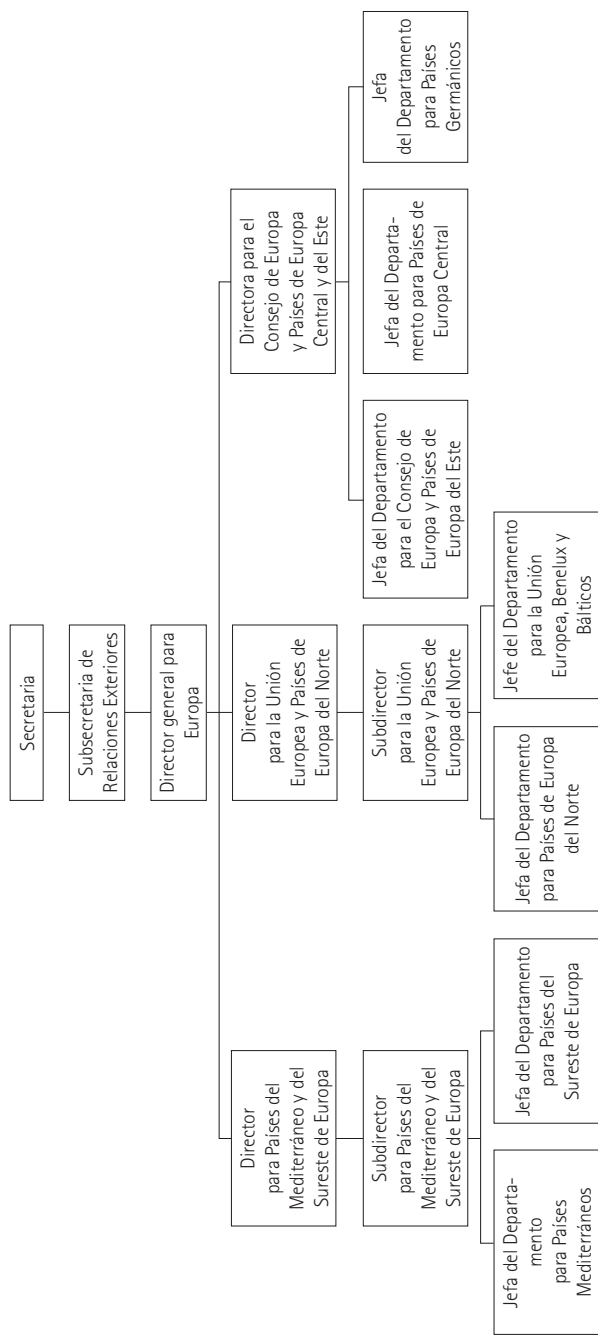 Secretaria
Subsecretaria de
Relaciones Exteriores
Director general para
Europa
Director
para Países del
Mediterráneo y del
Sureste de Europa
Director
para la Unión
Europea y Países de
Europa del Norte
Directora para el
Consejo de Europa
y Países de Europa
Central y del Este
Subdirector
para Países del
Mediterráneo y del
Sureste de Europa
Subdirector
para la Unión
Europea y Países de
Europa del Norte
Jefa del Departamento
para el Consejo de
Europa y Países de
Europa del Este
Jefa del Departa-
mento para Países de
Europa Central
Jefa
del Departamento
para Países
Germánicos
Jefa del Departa-
mento
para Países
Mediterráneos
Jefa del Departamento
para Países del
Sureste de Europa
Jefa del Departamento
para Países de Europa
del Norte
Jefe del Departamento
para la Unión
Europea, Benelux y
Bálticos